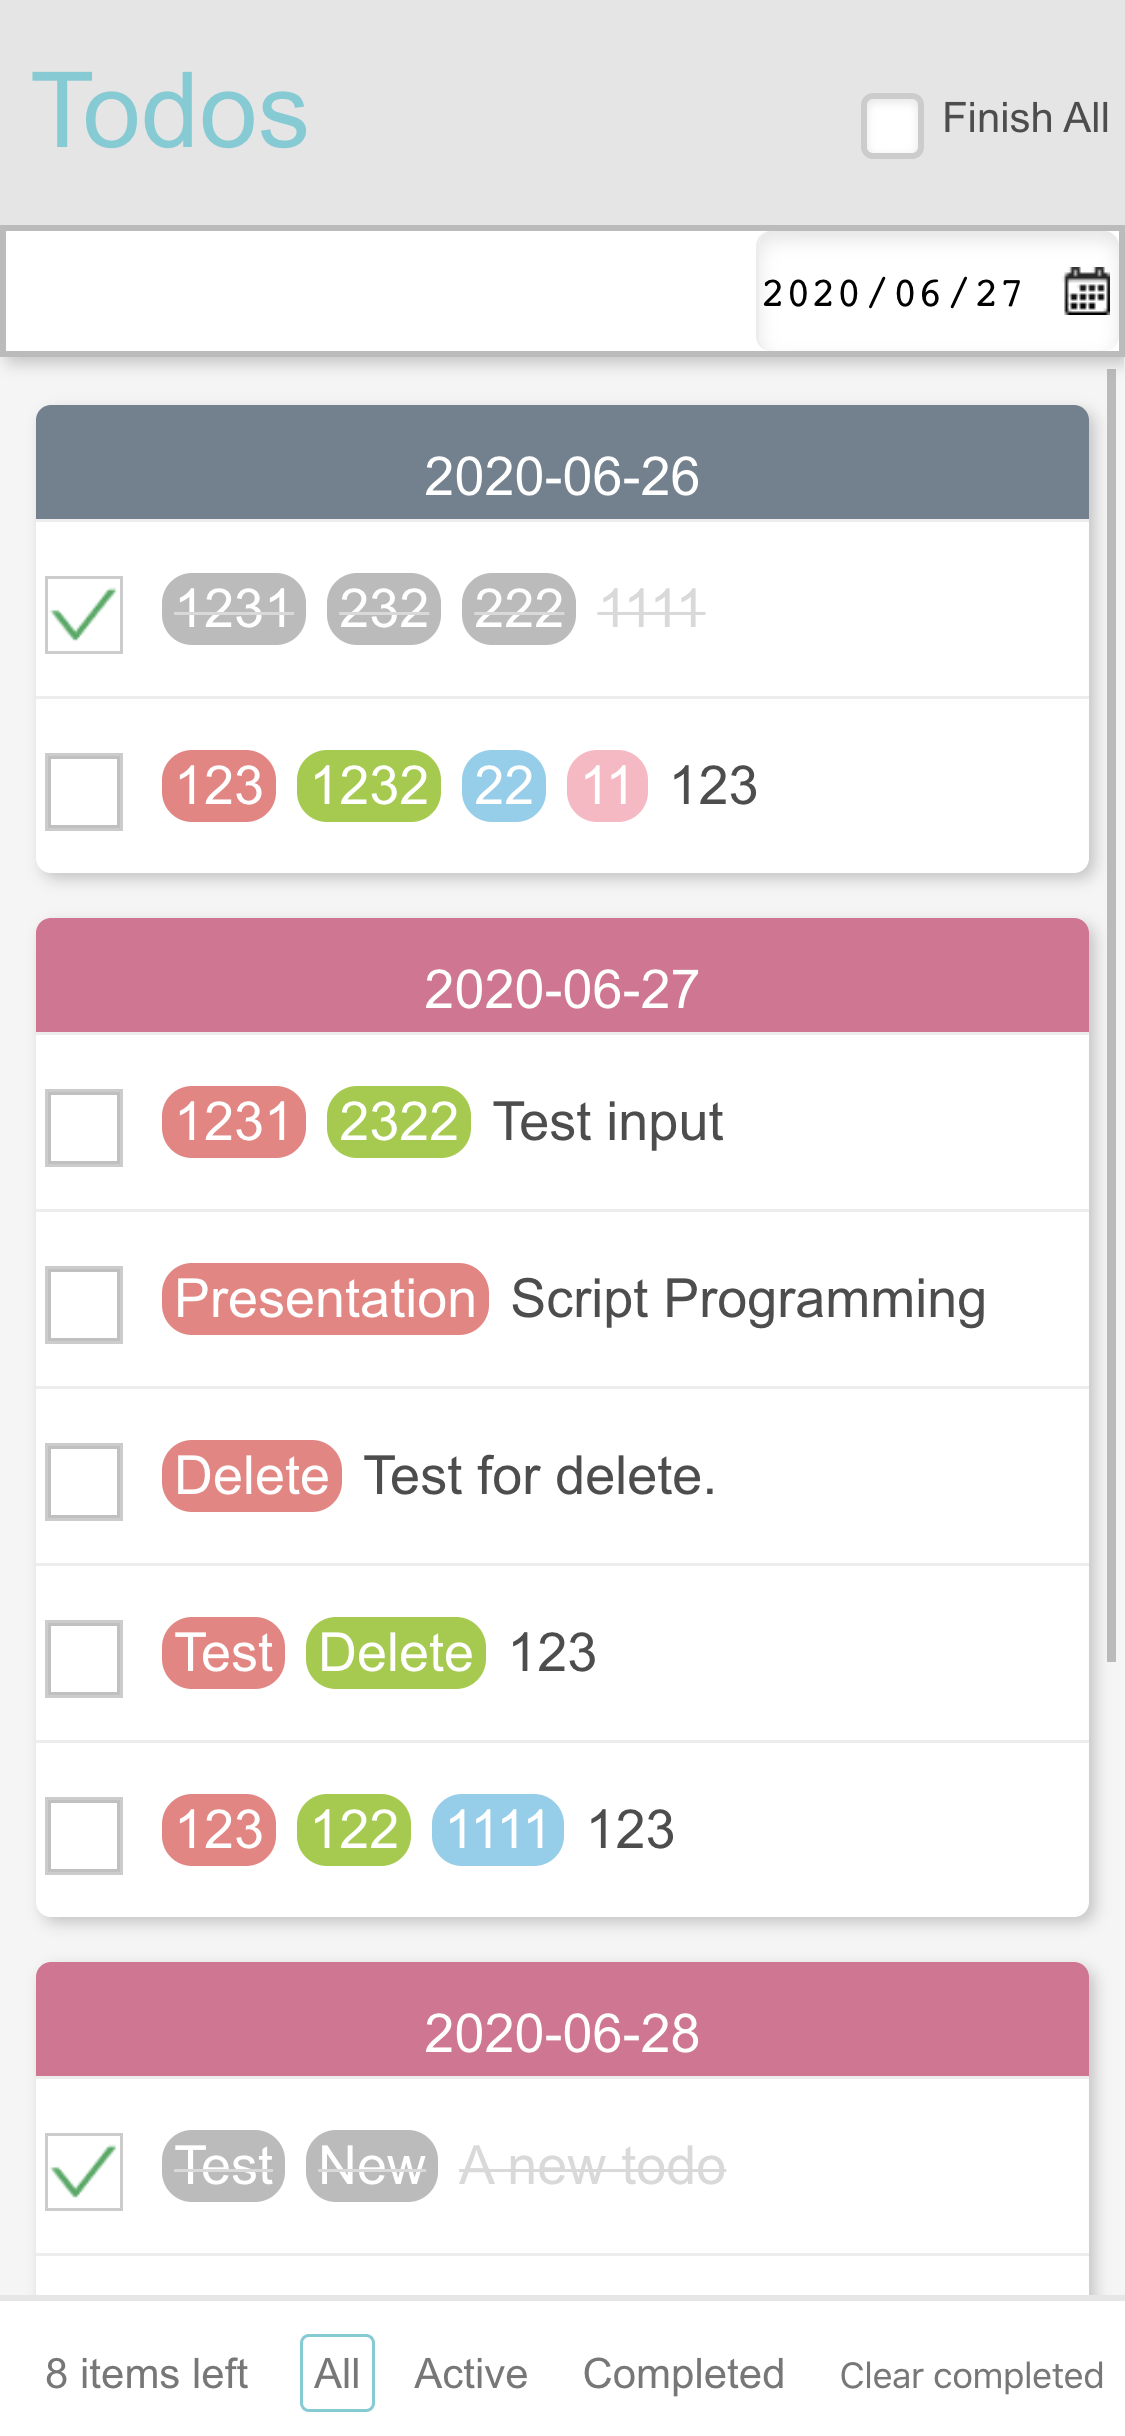 Todos
Finish All
2020/06/27
2020-06-26
1231 232 222 1111
123 1232 22 11 123
2020-06-27
1231 2322 Test input
Presentation Script Programming
Delete Test for delete.
Test Delete 123
123 122 1111 123
2020-06-28
Test New A new todo
8 items left All Active Completed Clear completed